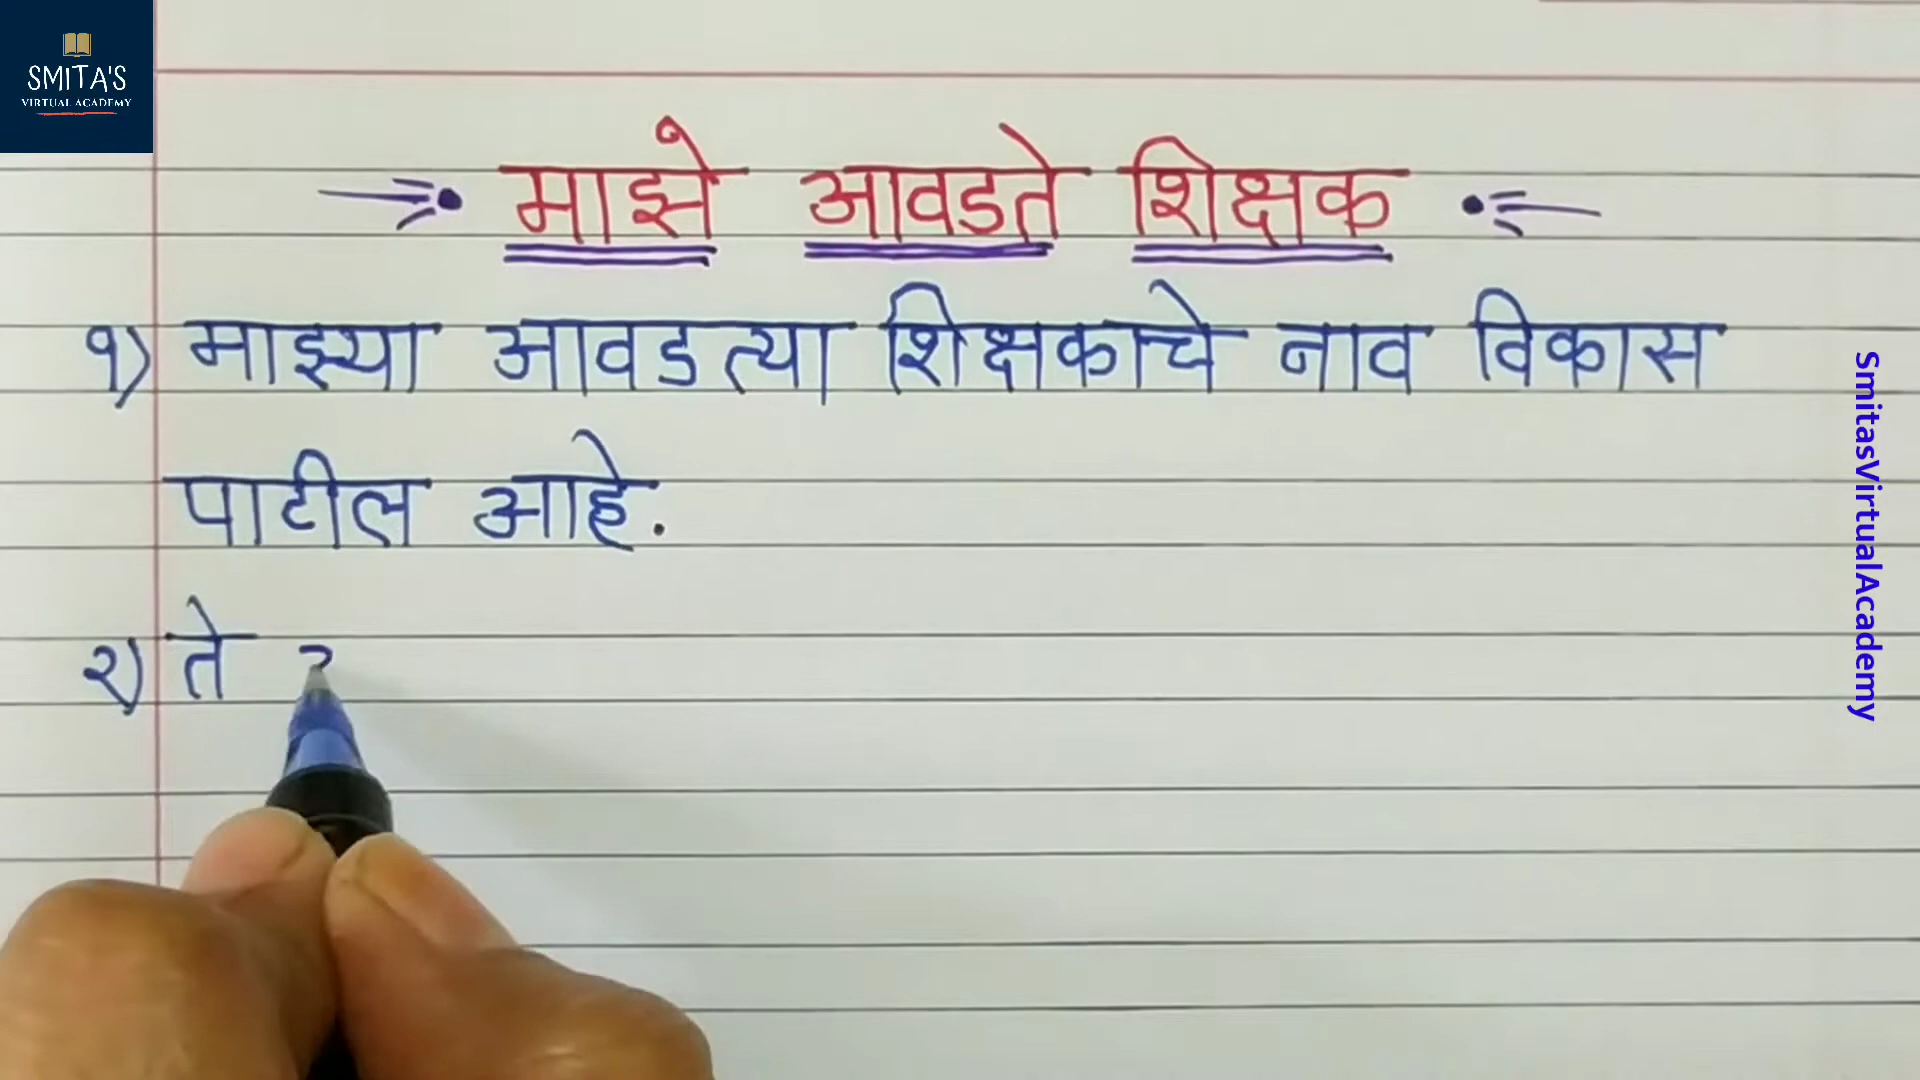 SMITA'S
VIRTUAL ACADEMY
माझे आवडते शिक्षक
१) माझ्या आवडत्या शिक्षकाचे नाव विकास
पाटील आहे.
२) ते
SmitasVirtualAcademy